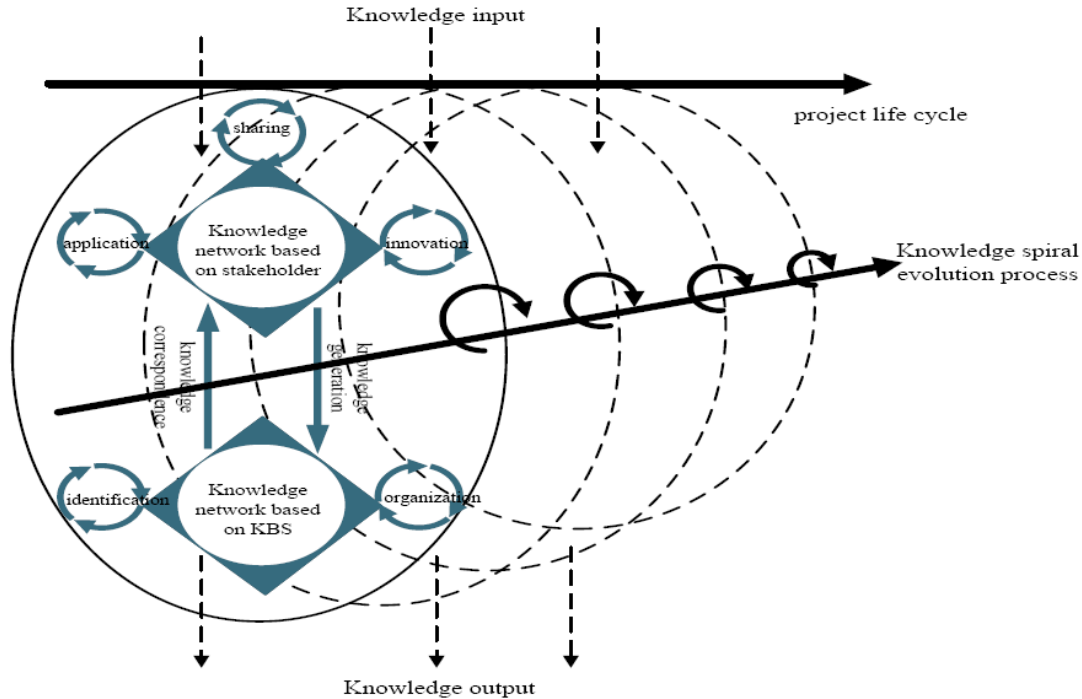 Knowledge input
project life cycle
sharing
application
Knowledge
network based
on stakeholder
innovation
Knowledge spiral
evolution process
knowledge
correspondence
knowledge
generation
identification
Knowledge
network based
on KBS
organization
Knowledge output